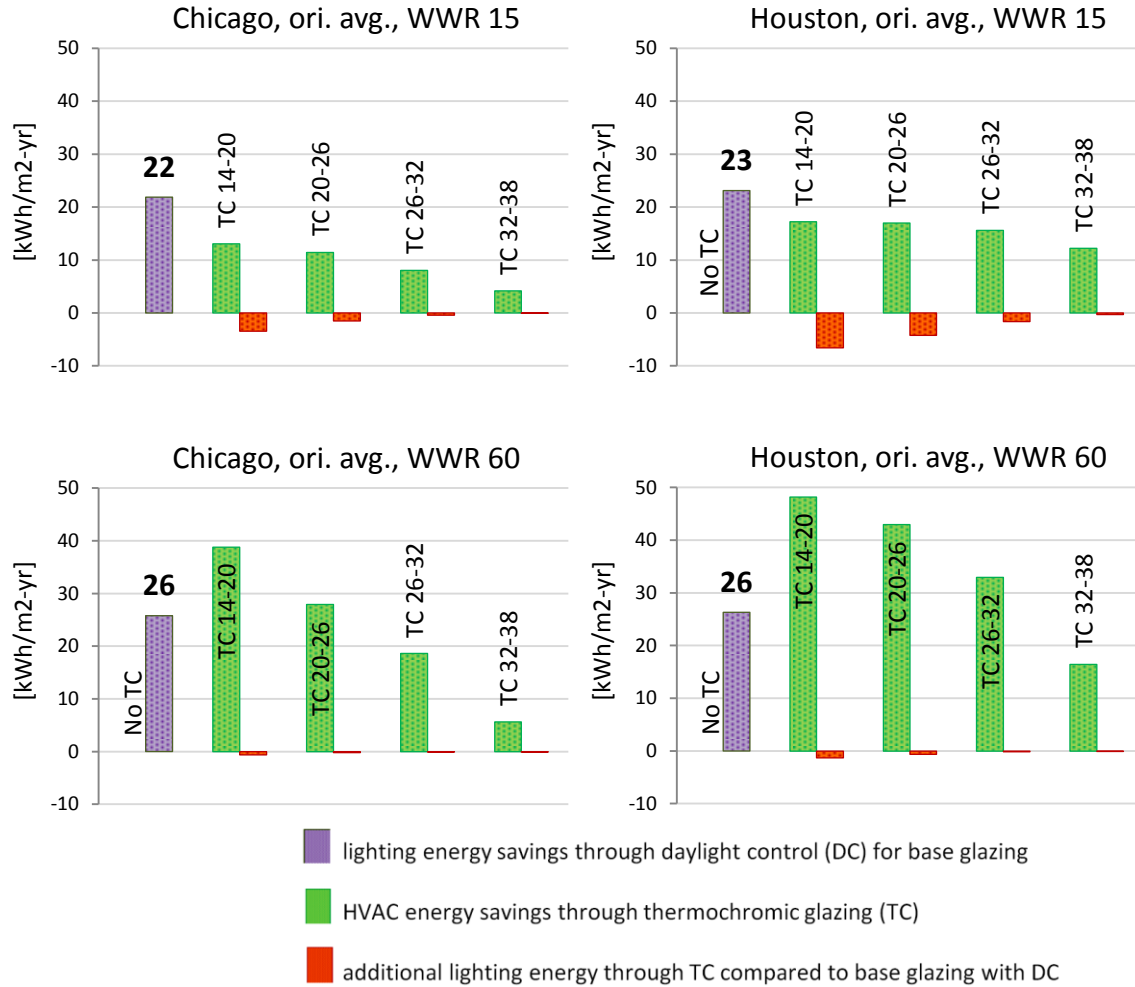 Chicago, ori. avg., WWR 15
[kWh/m2-yr]
50
40
30
20
10
0
-10
22
TC 14-20
TC 20-26
TC 26-32
TC 32-38
Houston, ori. avg., WWR 15
[kWh/m2-yr]
50
40
30
20
10
0
-10
No TC
23
TC 14-20
TC 20-26
TC 26-32
TC 32-38
Chicago, ori. avg., WWR 60
[kWh/m2-yr]
50
40
30
20
10
0
-10
No TC
26
TC 14-20
TC 20-26
TC 26-32
TC 32-38
Houston, ori. avg., WWR 60
[kWh/m2-yr]
50
40
30
20
10
0
-10
No TC
26
TC 14-20
TC 20-26
TC 26-32
TC 32-38
lighting energy savings through daylight control (DC) for base glazing
HVAC energy savings through thermochromic glazing (TC)
additional lighting energy through TC compared to base glazing with DC